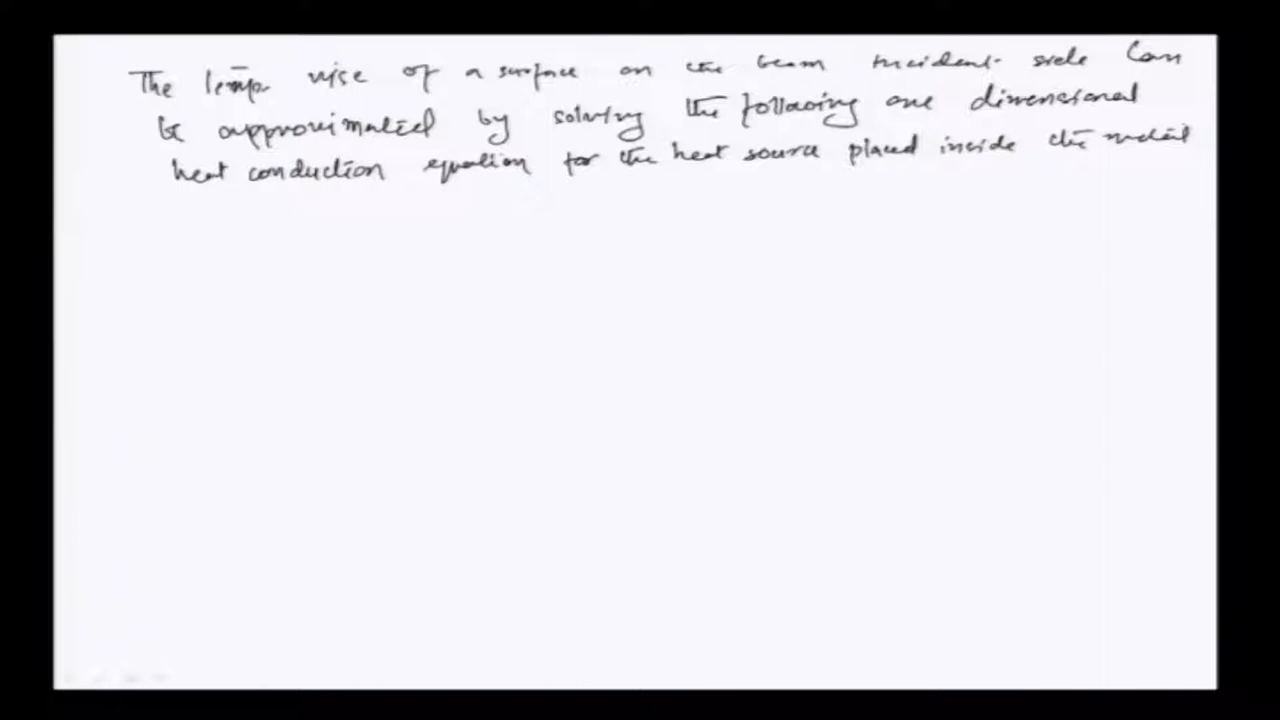 The temp rise of a surface on the beam incident side can
be approximated by solving the following one dimensional
heat conduction equation for the heat source placed inside the metal